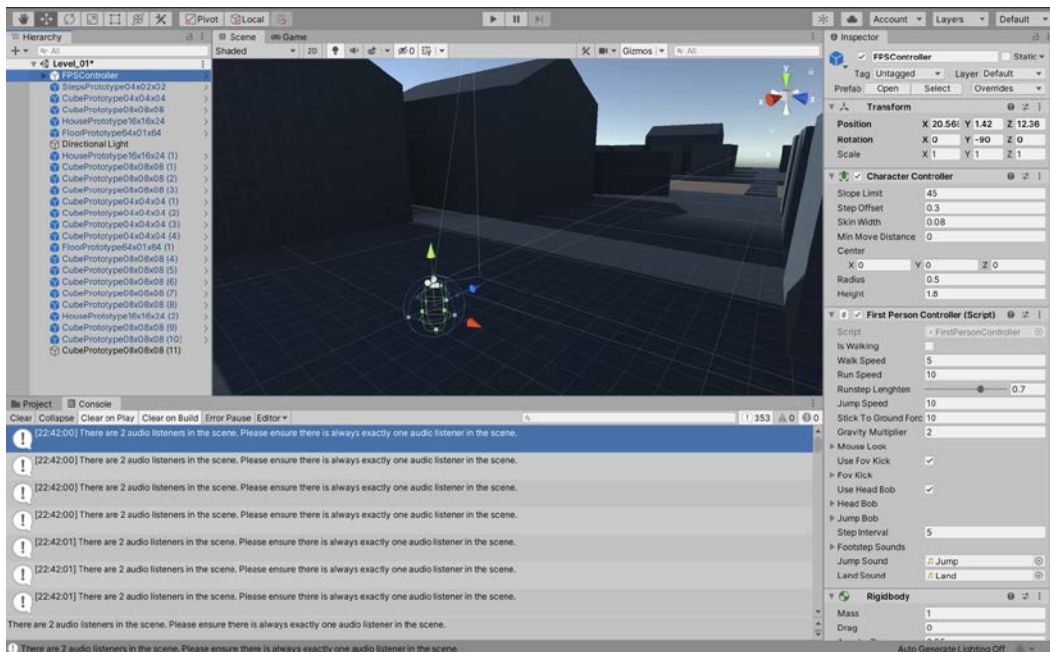 Pivot Local
Account Layers Default
Hierarchy
All
Level_01*
FPSController
StepsPrototype04x02x02
CubePrototype04x04x04
CubePrototype08x08x08
HousePrototype16x16x24
FloorPrototype64x01x64
Directional Light
HousePrototype16x16x24 (1)
CubePrototype08x08x08 (1)
CubePrototype08x08x08 (2)
CubePrototype08x08x08 (3)
CubePrototype04x04x04 (1)
CubePrototype04x04x04 (2)
CubePrototype04x04x04 (3)
CubePrototype04x04x04 (4)
FloorPrototype64x01x64 (1)
CubePrototype08x08x08 (4)
CubePrototype08x08x08 (5)
CubePrototype08x08x08 (6)
CubePrototype08x08x08 (7)
CubePrototype08x08x08 (8)
HousePrototype16x16x24 (2)
CubePrototype08x08x08 (9)
CubePrototype08x08x08 (10)
CubePrototype08x08x08 (11)
Scene Game
Shaded 2D 0 Gizmos All
y x z
Inspector
FPSController Static
Tag Untagged Layer Default
Prefab Open Select Overrides
Transform
Position X 20.568 Y 1.42 Z 12.36
Rotation X 0 Y -90 Z 0
Scale X 1 Y 1 Z 1
Character Controller
Slope Limit 45
Step Offset 0.3
Skin Width 0.08
Min Move Distance 0
Center
X 0 Y 0 Z 0
Radius 0.5
Height 1.8
First Person Controller (Script)
Script FirstPersonController
Is Walking
Walk Speed 5
Run Speed 10
Runstep Lenghten 0.7
Jump Speed 10
Stick To Ground Forc 10
Gravity Multiplier 2
Mouse Look
Use Fov Kick
Fov Kick
Use Head Bob
Head Bob
Jump Bob
Step Interval 5
Footstep Sounds
Jump Sound Jump
Land Sound Land
Rigidbody
Mass 1
Drag 0
Project Console
Clear Collapse Clear on Play Clear on Build Error Pause Editor 353 0 0
[22:42:00] There are 2 audio listeners in the scene. Please ensure there is always exactly one audio listener in the scene.
[22:42:00] There are 2 audio listeners in the scene. Please ensure there is always exactly one audio listener in the scene.
[22:42:00] There are 2 audio listeners in the scene. Please ensure there is always exactly one audio listener in the scene.
[22:42:00] There are 2 audio listeners in the scene. Please ensure there is always exactly one audio listener in the scene.
[22:42:01] There are 2 audio listeners in the scene. Please ensure there is always exactly one audio listener in the scene.
[22:42:01] There are 2 audio listeners in the scene. Please ensure there is always exactly one audio listener in the scene.
[22:42:01] There are 2 audio listeners in the scene. Please ensure there is always exactly one audio listener in the scene.
There are 2 audio listeners in the scene. Please ensure there is always exactly one audio listener in the scene.
There are 2 audio listeners in the scene. Please ensure there is always exactly one audio listener in the scene.
Auto Generate Lighting Off